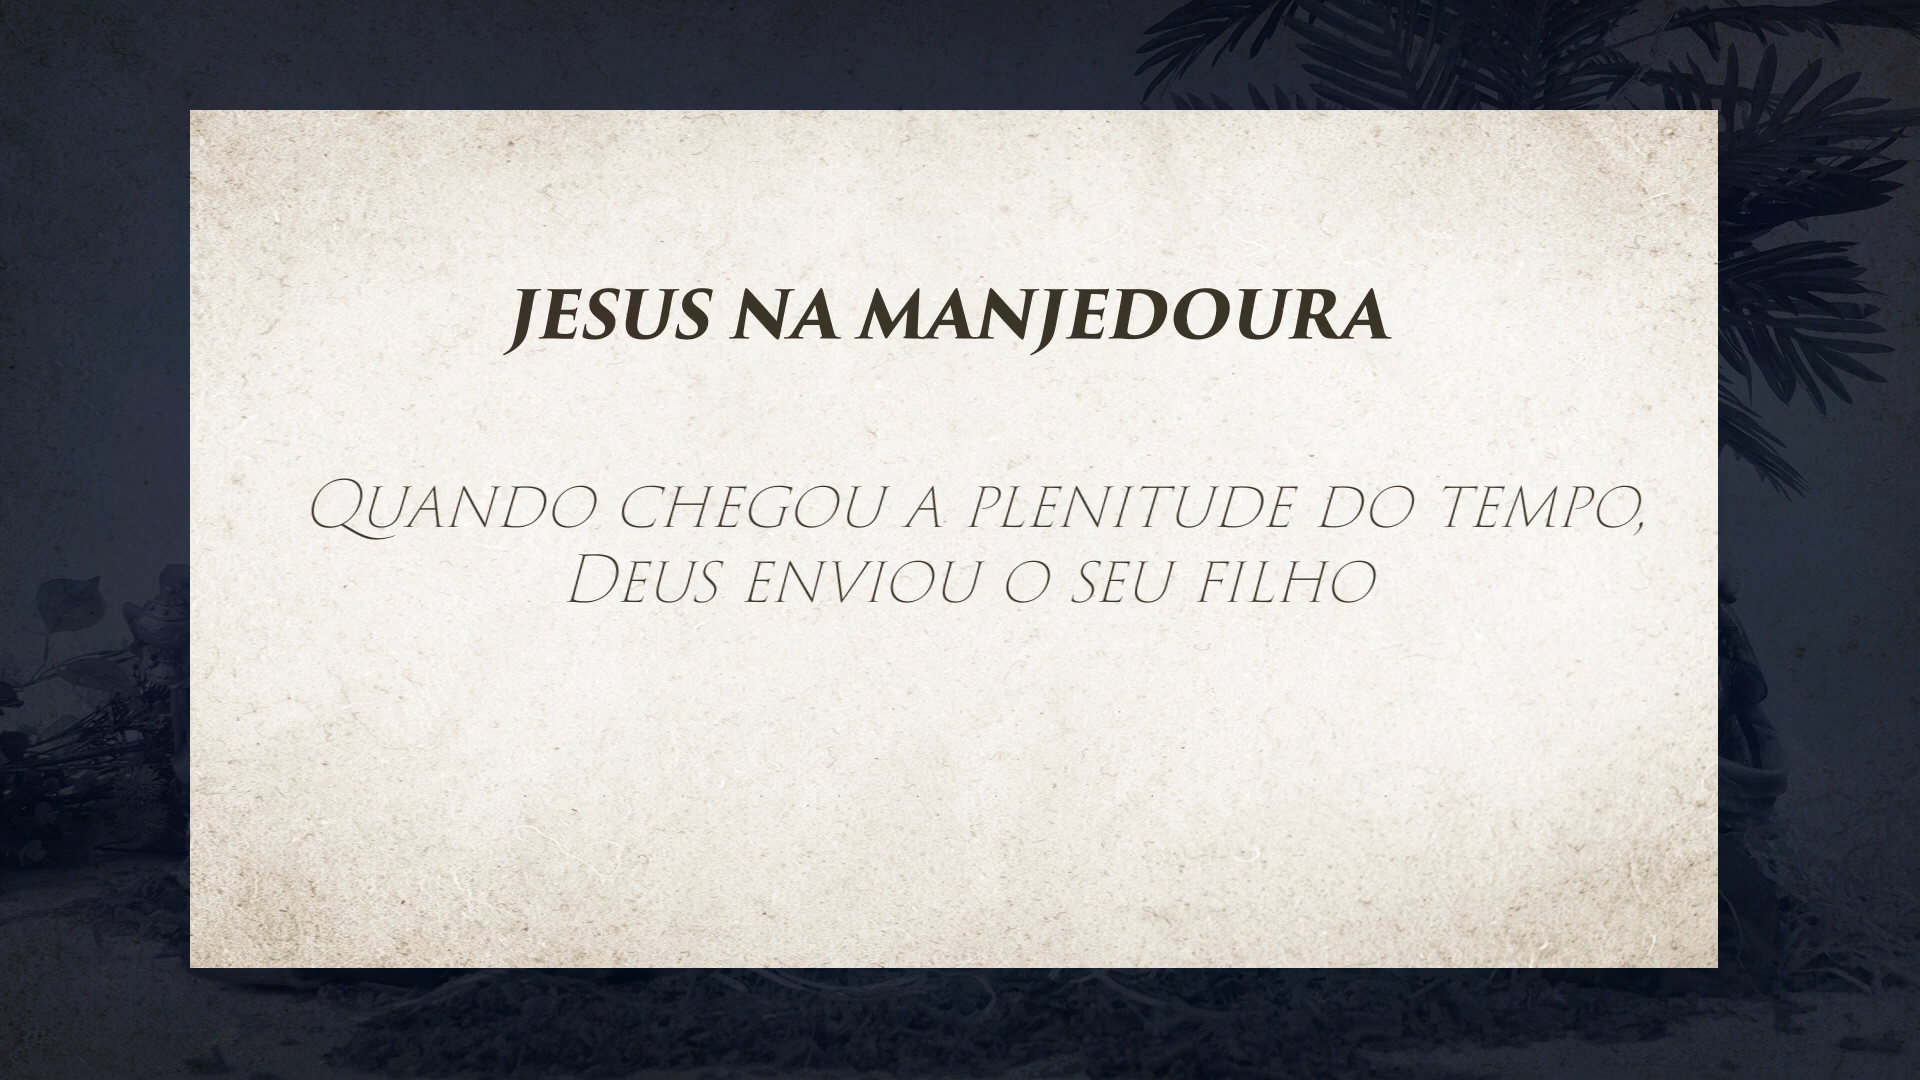 JESUS NA MANJEDOURA
Quando chegou a plenitude do tempo,
Deus enviou o seu filho